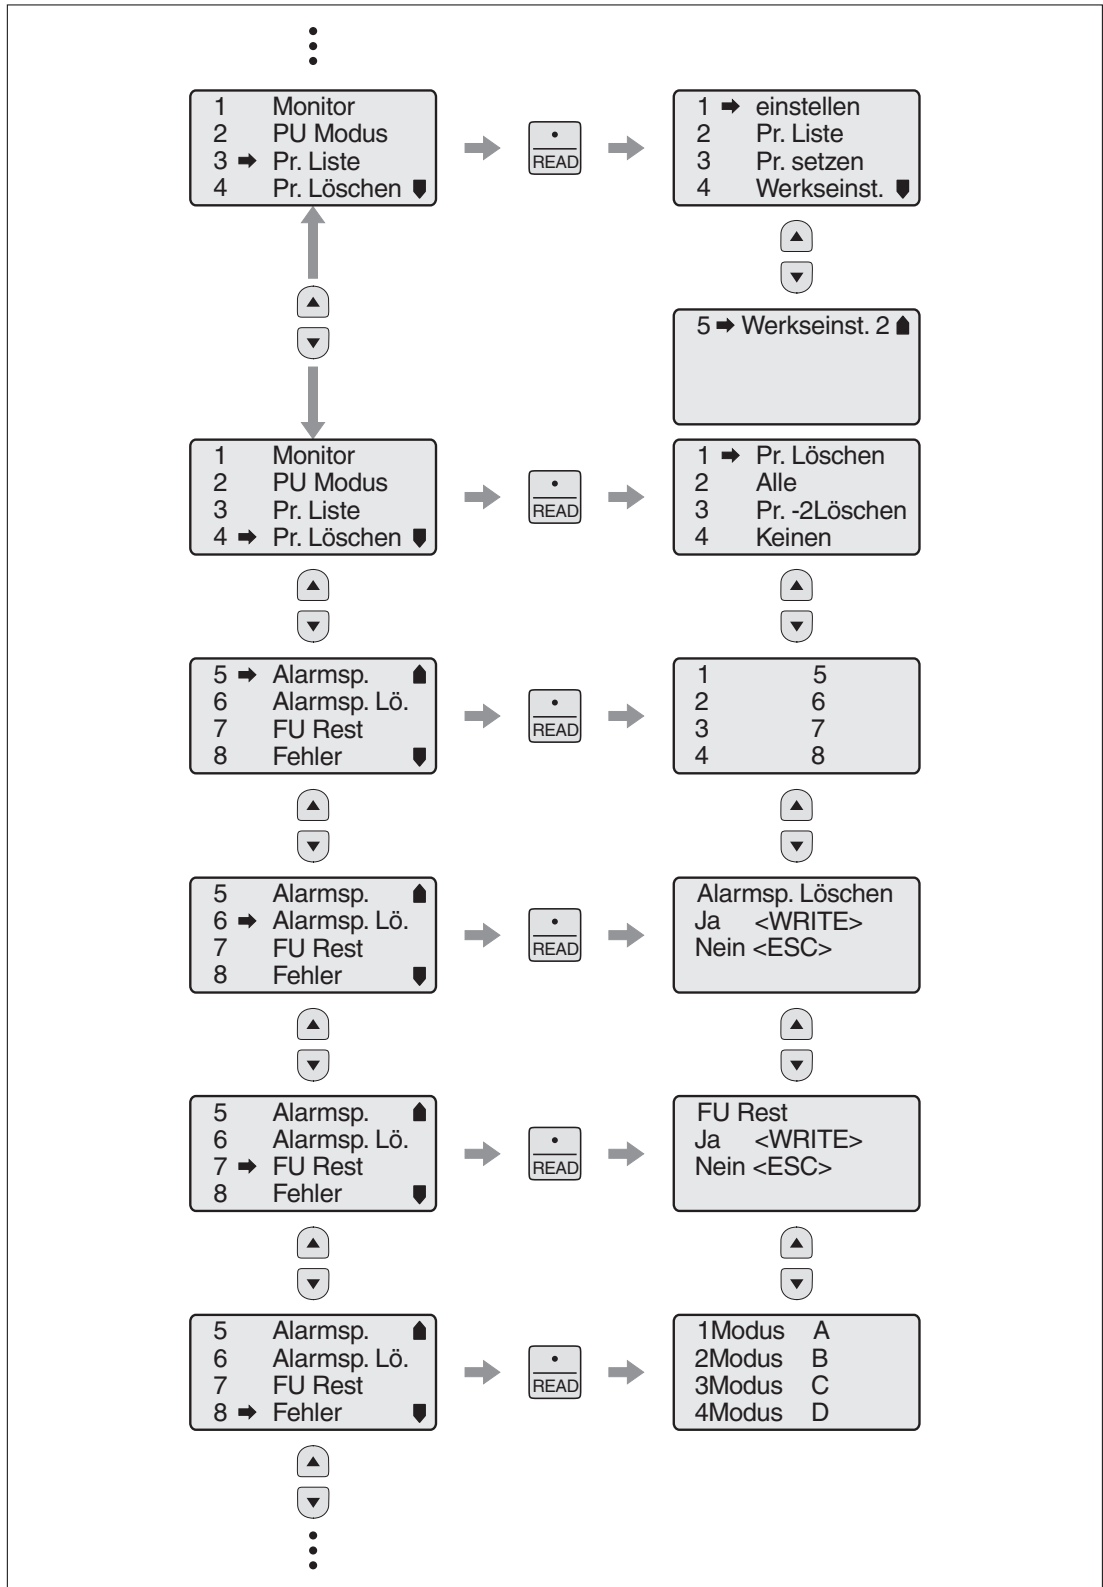 1 Monitor
2 PU Modus
3 ➡ Pr. Liste
4 Pr. Löschen
READ
1 ➡ einstellen
2 Pr. Liste
3 Pr. setzen
4 Werkseinst.
5 ➡ Werkseinst. 2
1 Monitor
2 PU Modus
3 Pr. Liste
4 ➡ Pr. Löschen
READ
1 ➡ Pr. Löschen
2 Alle
3 Pr. -2Löschen
4 Keinen
5 ➡ Alarmsp.
6 Alarmsp. Lö.
7 FU Rest
8 Fehler
READ
1 5
2 6
3 7
4 8
5 Alarmsp.
6 ➡ Alarmsp. Lö.
7 FU Rest
8 Fehler
READ
Alarmsp. Löschen
Ja <WRITE>
Nein <ESC>
5 Alarmsp.
6 Alarmsp. Lö.
7 ➡ FU Rest
8 Fehler
READ
FU Rest
Ja <WRITE>
Nein <ESC>
5 Alarmsp.
6 Alarmsp. Lö.
7 FU Rest
8 ➡ Fehler
READ
1Modus A
2Modus B
3Modus C
4Modus D